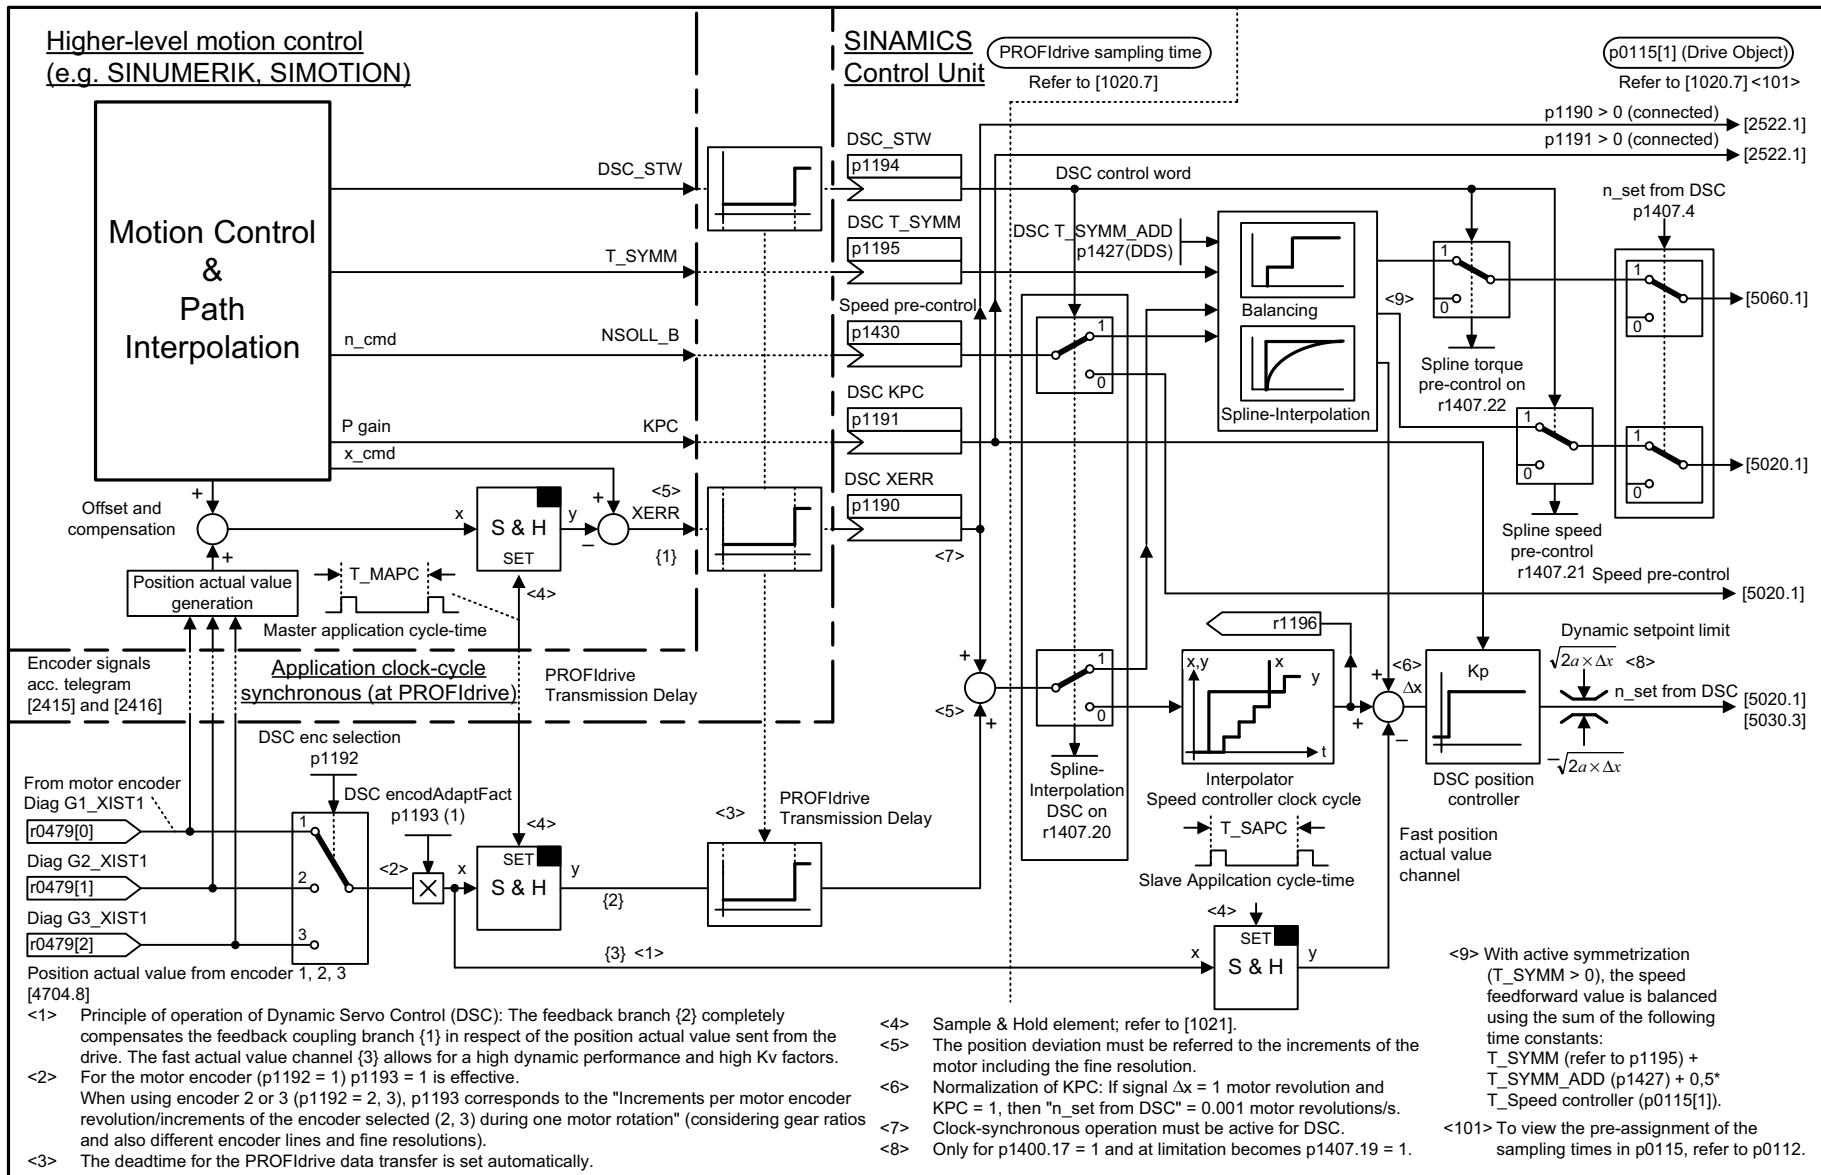 Higher-level motion control
(e.g. SINUMERIK, SIMOTION)
SINAMICS
Control Unit
PROFIdrive sampling time
Refer to [1020.7]
p0115[1] (Drive Object)
Refer to [1020.7] <101>
p1190 > 0 (connected)
[2522.1]
p1191 > 0 (connected)
[2522.1]
Motion Control
&
Path
Interpolation
DSC_STW
DSC_STW
p1194
DSC control word
n_set from DSC
p1407.4
T_SYMM
DSC T_SYMM
p1195
DSC T_SYMM_ADD
p1427(DDS)
Balancing
<9>
1
0
1
0
[5060.1]
n_cmd
NSOLL_B
Speed pre-control
p1430
1
0
Spline-Interpolation
Spline torque
pre-control on
r1407.22
P gain
KPC
DSC KPC
p1191
x_cmd
1
0
1
0
[5020.1]
Spline speed
pre-control
r1407.21
Speed pre-control
[5020.1]
Offset and
compensation
+
+
x
S & H
SET
y
+
–
<5>
XERR
{1}
DSC XERR
p1190
<7>
Position actual value
generation
T_MAPC
<4>
Master application cycle-time
Encoder signals
acc. telegram
[2415] and [2416]
Application clock-cycle
synchronous (at PROFIdrive)
PROFIdrive
Transmission Delay
+
<5>
+
1
0
r1196
x,y
x
y
t
Interpolator
Speed controller clock cycle
T_SAPC
Slave Appilcation cycle-time
+
+
–
<6>
Δx
Kp
DSC position
controller
Dynamic setpoint limit
√2a × Δx
<8>
n_set from DSC
–√2a × Δx
[5020.1]
[5030.3]
Spline-
Interpolation
DSC on
r1407.20
Fast position
actual value
channel
DSC enc selection
p1192
From motor encoder
Diag G1_XIST1
r0479[0]
Diag G2_XIST1
r0479[1]
Diag G3_XIST1
r0479[2]
1
2
3
DSC encodAdaptFact
p1193 (1)
<2>
x
<4>
SET
S & H
y
{2}
<3>
PROFIdrive
Transmission Delay
{3} <1>
<4>
x
SET
S & H
y
Position actual value from encoder 1, 2, 3
[4704.8]
<1> Principle of operation of Dynamic Servo Control (DSC): The feedback branch {2} completely
compensates the feedback coupling branch {1} in respect of the position actual value sent from the
drive. The fast actual value channel {3} allows for a high dynamic performance and high Kv factors.
<2> For the motor encoder (p1192 = 1) p1193 = 1 is effective.
When using encoder 2 or 3 (p1192 = 2, 3), p1193 corresponds to the "Increments per motor encoder
revolution/increments of the encoder selected (2, 3) during one motor rotation" (considering gear ratios
and also different encoder lines and fine resolutions).
<3> The deadtime for the PROFIdrive data transfer is set automatically.
<4> Sample & Hold element; refer to [1021].
<5> The position deviation must be referred to the increments of the
motor including the fine resolution.
<6> Normalization of KPC: If signal Δx = 1 motor revolution and
KPC = 1, then "n_set from DSC" = 0.001 motor revolutions/s.
<7> Clock-synchronous operation must be active for DSC.
<8> Only for p1400.17 = 1 and at limitation becomes p1407.19 = 1.
<9> With active symmetrization
(T_SYMM > 0), the speed
feedforward value is balanced
using the sum of the following
time constants:
T_SYMM (refer to p1195) +
T_SYMM_ADD (p1427) + 0,5*
T_Speed controller (p0115[1]).
<101> To view the pre-assignment of the
sampling times in p0115, refer to p0112.